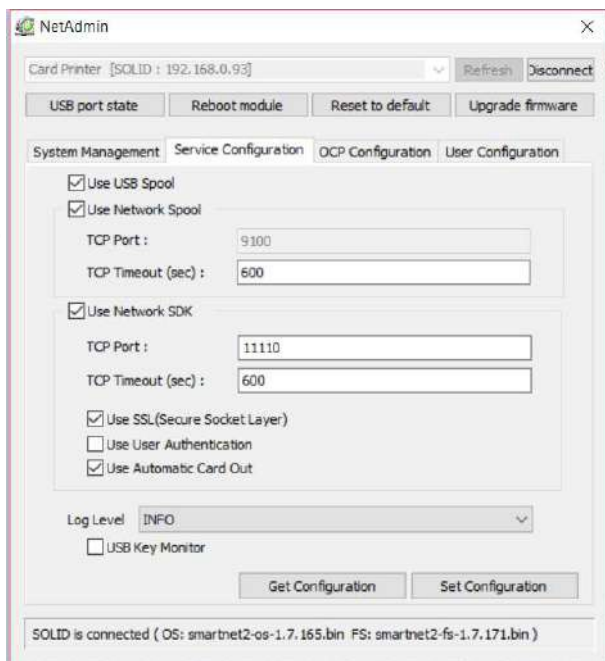 NetAdmin
Card Printer [SOLID : 192.168.0.93] Refresh Disconnect
USB port state Reboot module Reset to default Upgrade firmware
System Management Service Configuration OCP Configuration User Configuration
Use USB Spool
Use Network Spool
TCP Port : 9100
TCP Timeout (sec) : 600
Use Network SDK
TCP Port : 11110
TCP Timeout (sec) : 600
Use SSL(Secure Socket Layer)
Use User Authentication
Use Automatic Card Out
Log Level INFO
USB Key Monitor
Get Configuration Set Configuration
SOLID is connected ( OS: smartnet2-os-1.7.165.bin FS: smartnet2-fs-1.7.171.bin )